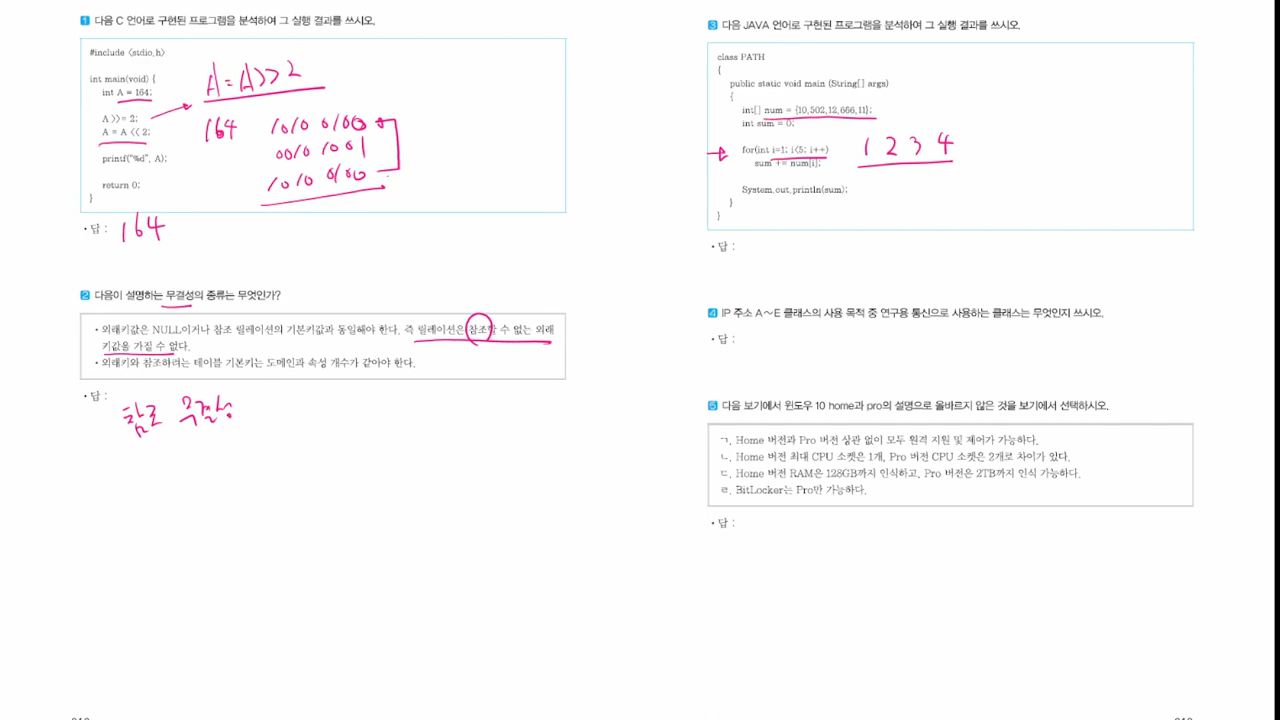 1 다음 C 언어로 구현된 프로그램을 분석하여 그 실행 결과를 쓰시오.
#include <stdio.h>
int main(void) {
int A = 164;
A >>= 2;
A = A << 2;
printf("%d", A);
return 0;
}
A = A >> 2
164 1010 0100
0010 1001
1010 0100
• 답 : 164
2 다음이 설명하는 무결성의 종류는 무엇인가?
• 외래키값은 NULL이거나 참조 릴레이션의 기본키값과 동일해야 한다. 즉 릴레이션은 참조할 수 없는 외래
키값을 가질 수 없다.
• 외래키와 참조하려는 테이블 기본키는 도메인과 속성 개수가 같아야 한다.
• 답 :
참조 무결성
3 다음 JAVA 언어로 구현된 프로그램을 분석하여 그 실행 결과를 쓰시오.
class PATH
{
public static void main (String[] args)
{
int[] num = {10,502,12,666,11};
int sum = 0;
for(int i=1; i<5; i++)
sum += num[i];
System.out.println(sum);
}
}
1 2 3 4
• 답 :
4 IP 주소 A~E 클래스의 사용 목적 중 연구용 통신으로 사용하는 클래스는 무엇인지 쓰시오.
• 답 :
5 다음 보기에서 윈도우 10 home과 pro의 설명으로 올바르지 않은 것을 보기에서 선택하시오.
ㄱ. Home 버전과 Pro 버전 상관 없이 모두 원격 지원 및 제어가 가능하다.
ㄴ. Home 버전 최대 CPU 소켓은 1개, Pro 버전 CPU 소켓은 2개로 차이가 있다.
ㄷ. Home 버전 RAM은 128GB까지 인식하고, Pro 버전은 2TB까지 인식 가능하다.
ㄹ. BitLocker는 Pro만 가능하다.
• 답 :